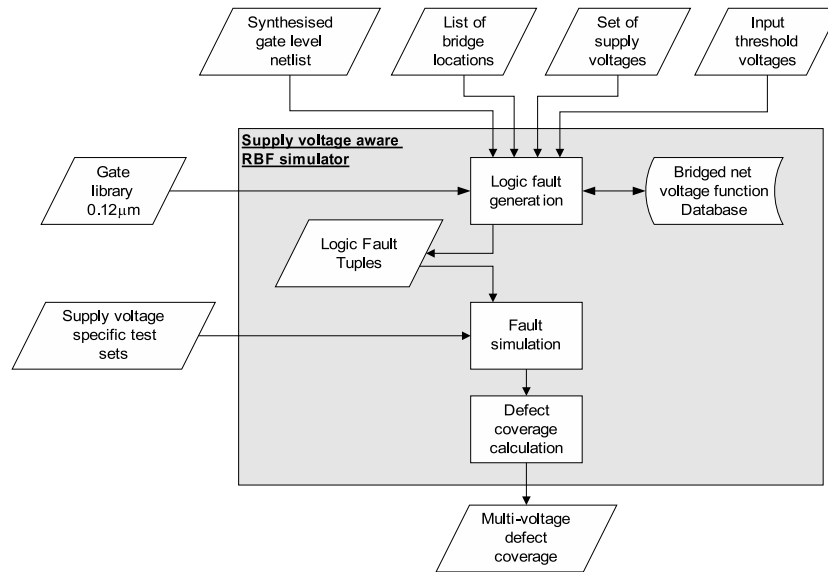 Synthesised
gate level
netlist
List of
bridge
locations
Set of
supply
voltages
Input
threshold
voltages
Supply voltage aware
RBF simulator
Gate
library
0.12μm
Logic fault
generation
Bridged net
voltage function
Database
Logic Fault
Tuples
Supply voltage
specific test
sets
Fault
simulation
Defect
coverage
calculation
Multi-voltage
defect
coverage